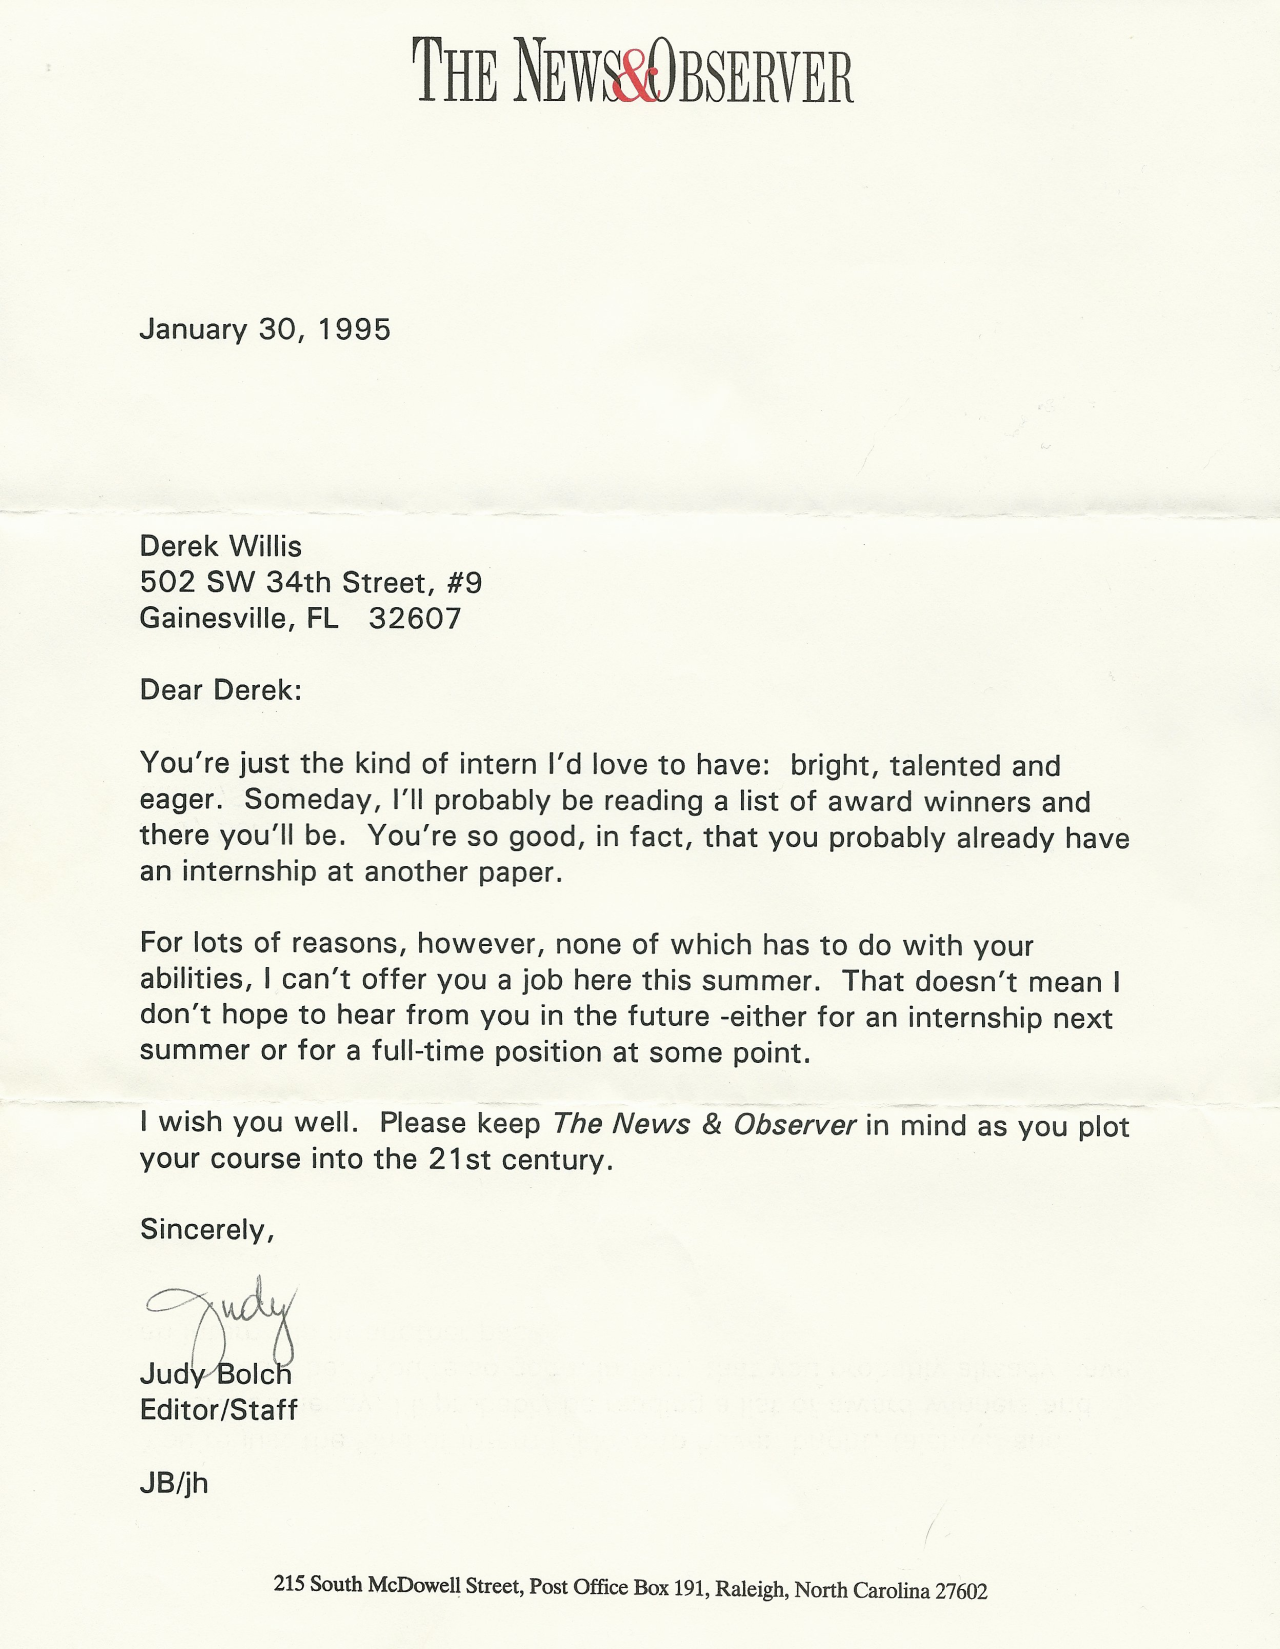 THE NEWS&OBSERVER
January 30, 1995
Derek Willis
502 SW 34th Street, #9
Gainesville, FL 32607
Dear Derek:
You're just the kind of intern I'd love to have: bright, talented and
eager. Someday, I'll probably be reading a list of award winners and
there you'll be. You're so good, in fact, that you probably already have
an internship at another paper.
For lots of reasons, however, none of which has to do with your
abilities, I can't offer you a job here this summer. That doesn't mean I
don't hope to hear from you in the future -either for an internship next
summer or for a full-time position at some point.
I wish you well. Please keep The News & Observer in mind as you plot
your course into the 21st century.
Sincerely,
Judy
Judy Bolch
Editor/Staff
JB/jh
215 South McDowell Street, Post Office Box 191, Raleigh, North Carolina 27602